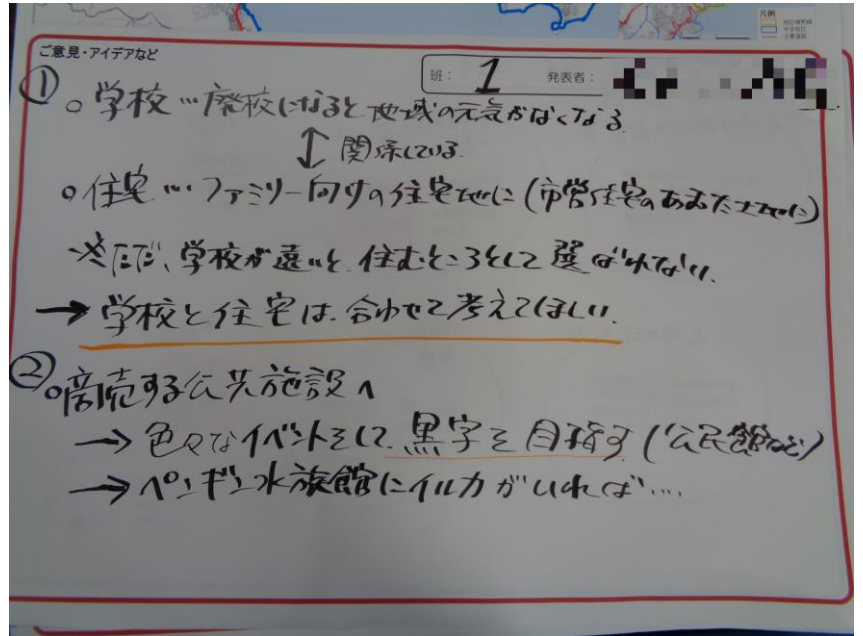 凡例
ご意見・アイデアなど
班: 1 発表者:
① ○学校…廃校になると地域の元気がなくなる
↕ 関係している
○住宅…ファミリー向けの住宅地に(市営住宅のあった土地に)
※ただ、学校が遠いと、住むところとして選ばれない。
→ 学校と住宅は、合わせて考えてほしい。
② ○商売する公共施設へ
→ 色々なイベントをして、黒字を目指す(公民館など)
→ ペンギン水族館にイルカがいれば…